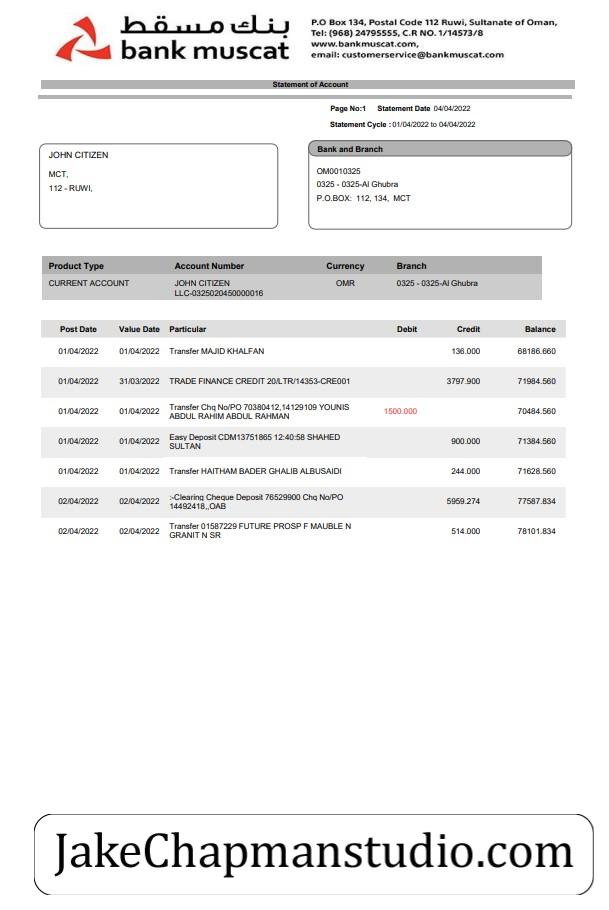 بنك مسقط
bank muscat
P.O Box 134, Postal Code 112 Ruwi, Sultanate of Oman,
Tel: (968) 24795555, C.R NO. 1/14573/8
www.bankmuscat.com,
email: customerservice@bankmuscat.com
Statement of Account
Page No:1 Statement Date 04/04/2022
Statement Cycle : 01/04/2022 to 04/04/2022
JOHN CITIZEN
MCT,
112 - RUWI,
Bank and Branch
OM0010325
0325 - 0325-Al Ghubra
P.O.BOX: 112, 134, MCT
Product Type Account Number Currency Branch
CURRENT ACCOUNT JOHN CITIZEN OMR 0325 - 0325-Al Ghubra
LLC-0325020450000016
Post Date Value Date Particular Debit Credit Balance
01/04/2022 01/04/2022 Transfer MAJID KHALFAN 136.000 68186.660
01/04/2022 31/03/2022 TRADE FINANCE CREDIT 20/LTR/14353-CRE001 3797.900 71984.560
01/04/2022 01/04/2022 Transfer Chq No/PO 70380412,14129109 YOUNIS 1500.000 70484.560
ABDUL RAHIM ABDUL RAHMAN
01/04/2022 01/04/2022 Easy Deposit CDM13751865 12:40:58 SHAHED 900.000 71384.560
SULTAN
01/04/2022 01/04/2022 Transfer HAITHAM BADER GHALIB ALBUSAIDI 244.000 71628.560
02/04/2022 02/04/2022 :-Clearing Cheque Deposit 76529900 Chq No/PO 5959.274 77587.834
14492418,,OAB
02/04/2022 02/04/2022 Transfer 01587229 FUTURE PROSP F MAUBLE N 514.000 78101.834
GRANIT N SR
JakeChapmanstudio.com